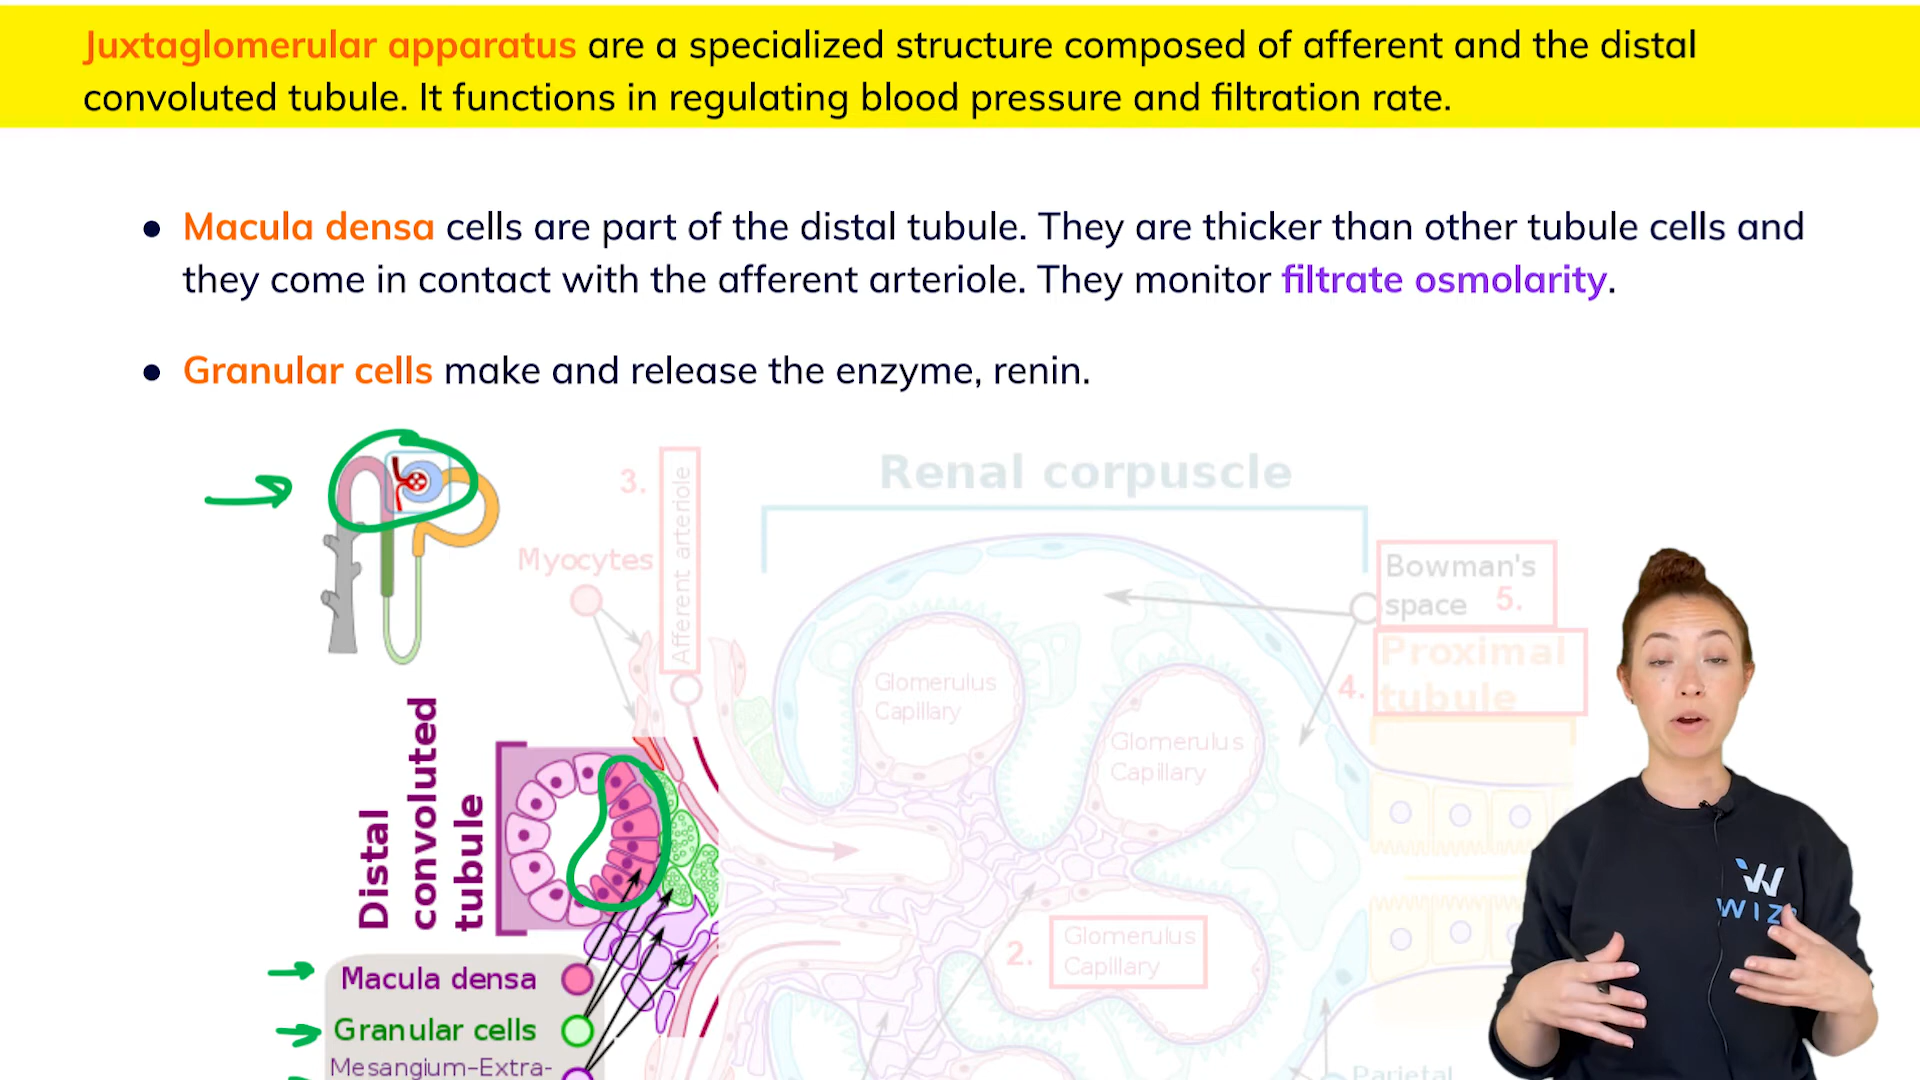 Juxtaglomerular apparatus are a specialized structure composed of afferent and the distal
convoluted tubule. It functions in regulating blood pressure and filtration rate.
● Macula densa cells are part of the distal tubule. They are thicker than other tubule cells and
they come in contact with the afferent arteriole. They monitor filtrate osmolarity.
● Granular cells make and release the enzyme, renin.
Renal corpuscle
3.
Afferent arteriole
Myocytes
Bowman's
space 5.
Proximal
tubule
4.
Glomerulus
Capillary
Glomerulus
Capillary
Distal
convoluted
tubule
2.
Glomerulus
Capillary
Macula densa
Granular cells
Mesangium–Extra-
Parietal
W
WIZE